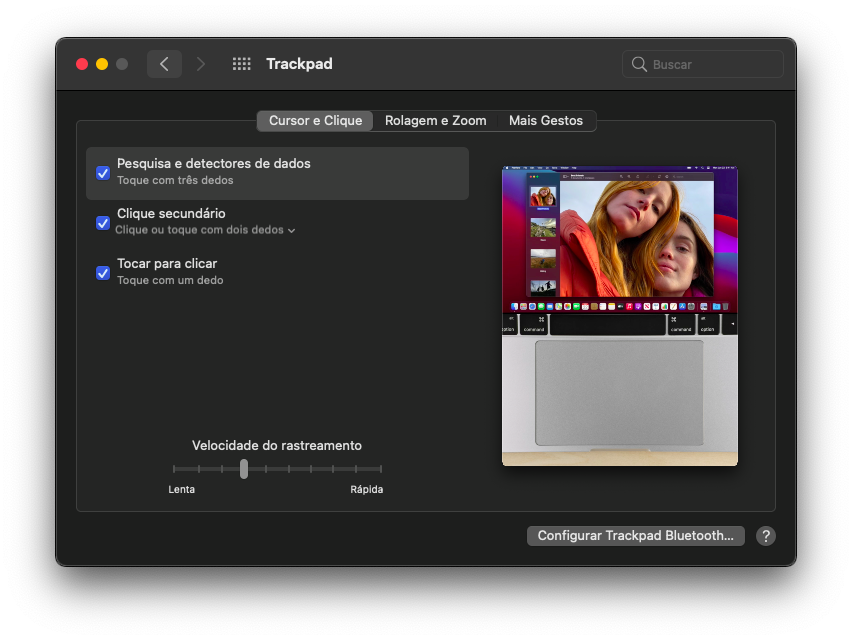 Trackpad
Buscar
Cursor e Clique
Rolagem e Zoom
Mais Gestos
Pesquisa e detectores de dados
Toque com três dedos
Clique secundário
Clique ou toque com dois dedos
Tocar para clicar
Toque com um dedo
command
command
option
Velocidade do rastreamento
Lenta
Rápida
Configurar Trackpad Bluetooth...
?